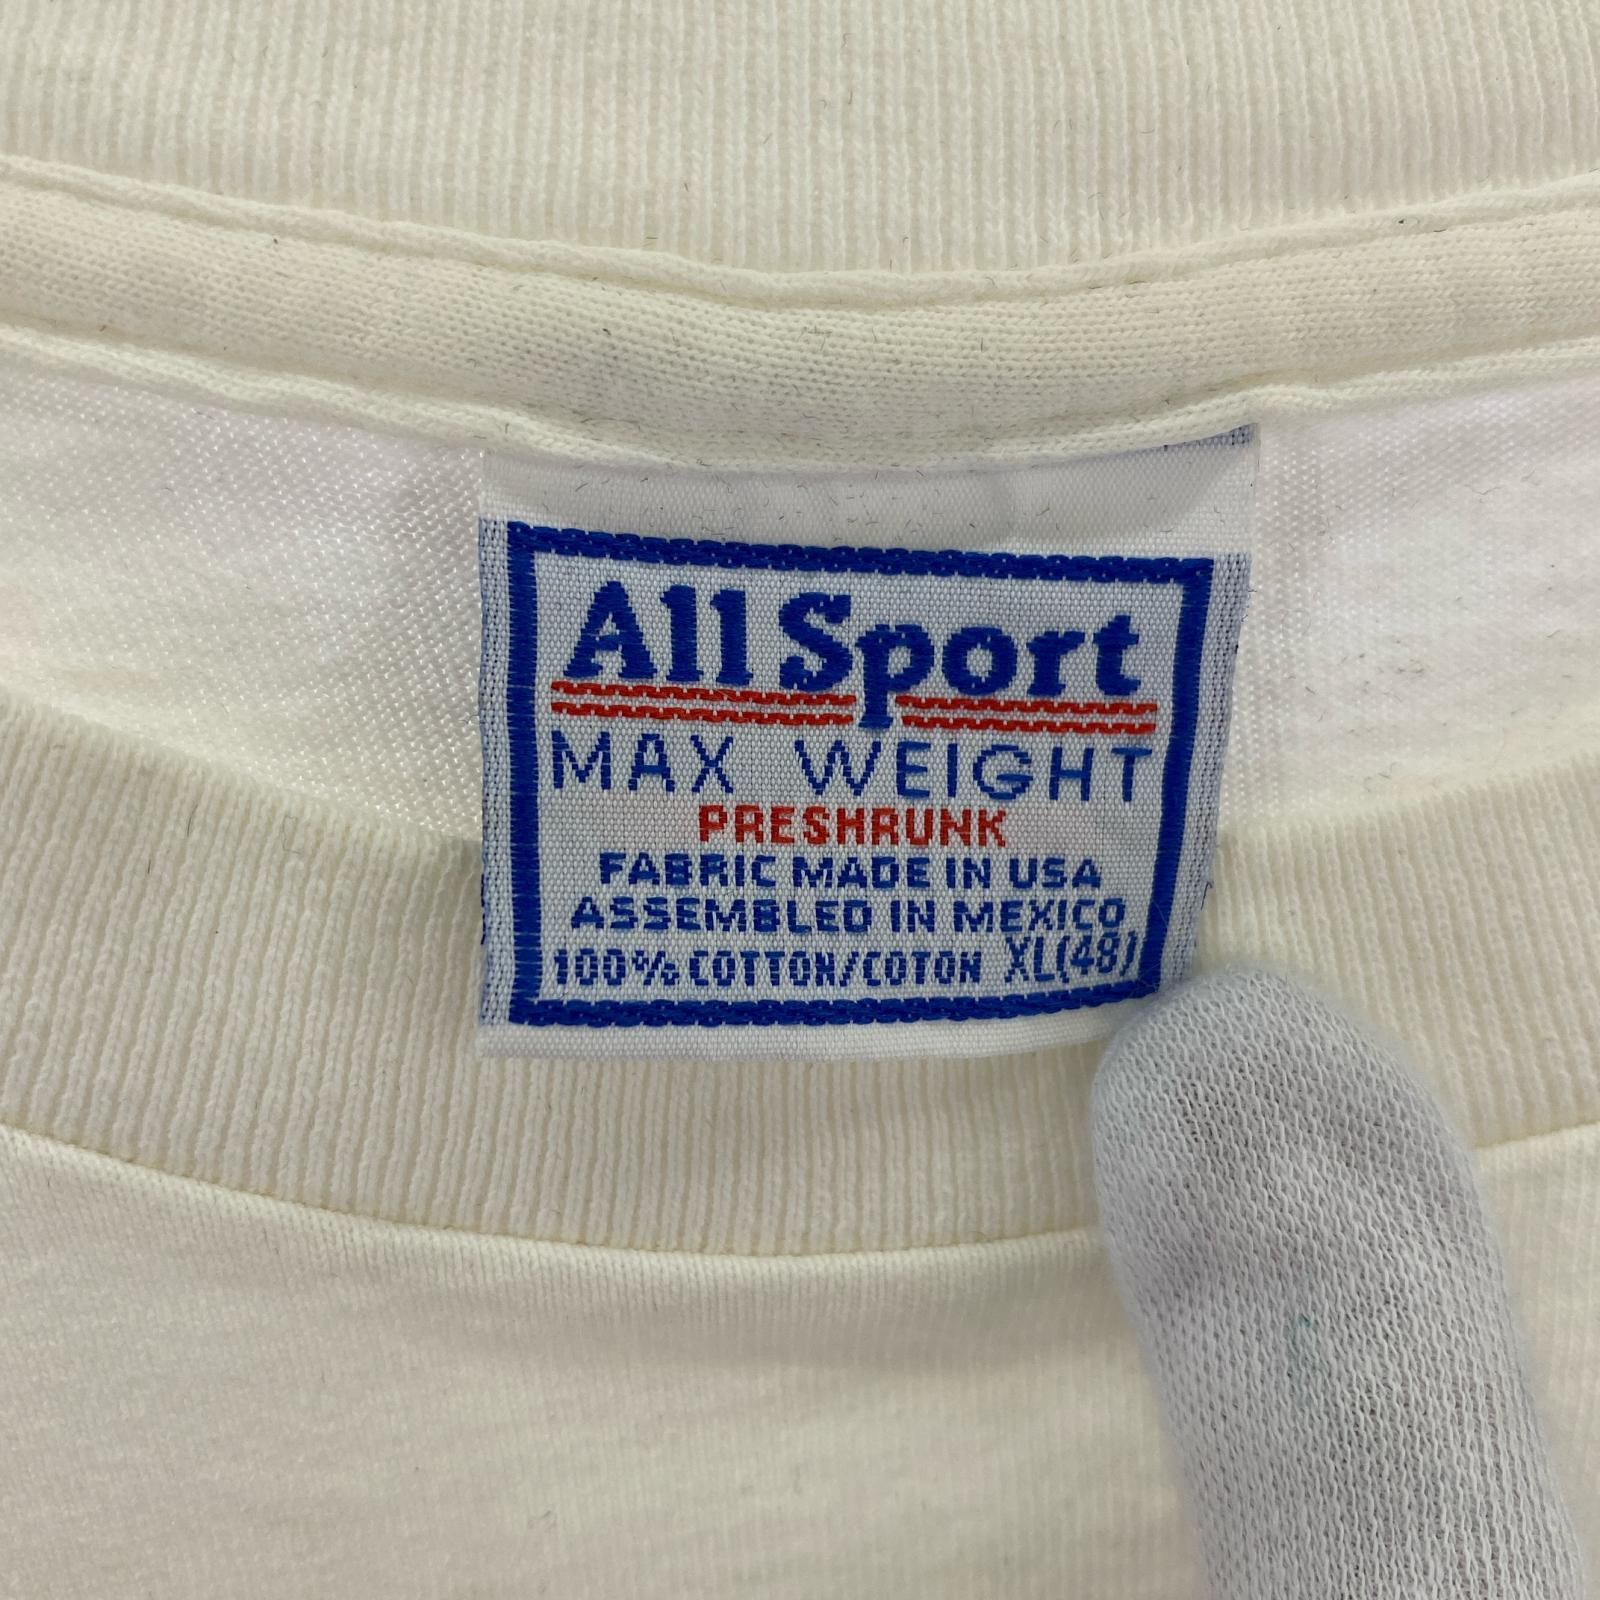 All Sport
MAX WEIGHT
PRESHRUNK
FABRIC MADE IN USA
ASSEMBLED IN MEXICO
100% COTTON/COTON XL(48)